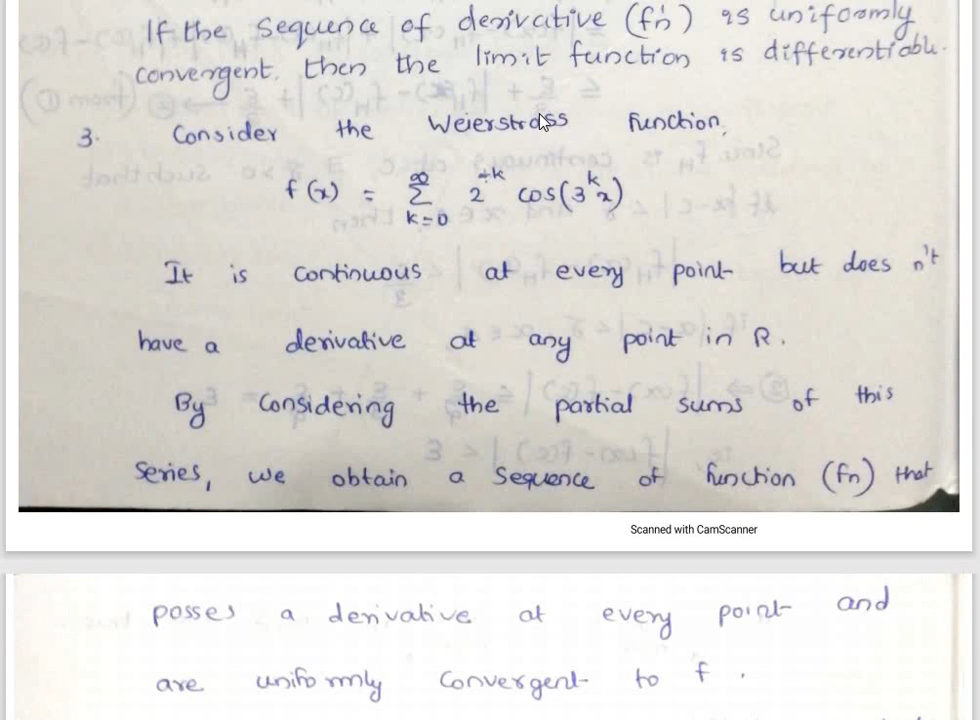 If the sequence of derivative (fn') is uniformly
convergent. then the limit function is differentiable.
3. Consider the Weierstrass function,
f(x) = ∞ Σ k=0 2^-k cos(3^k x)
It is continuous at every point but does n't
have a derivative at any point in R.
By considering the partial sums of this
series, we obtain a sequence of function (fn) that
Scanned with CamScanner
posses a derivative at every point and
are uniformly convergent to f.